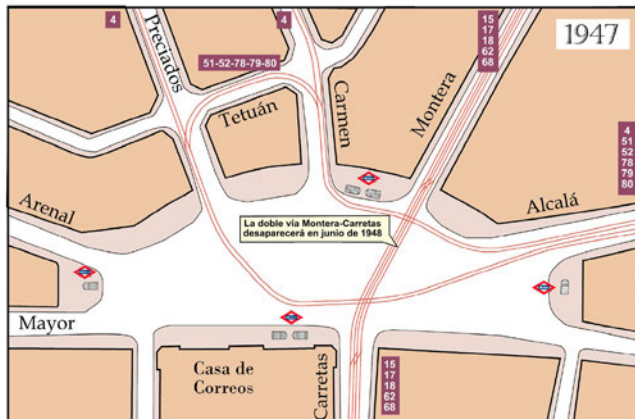 4
4
15
17
18
62
68
1947
Preciados
51-52-78-79-80
Tetuán
Carmen
Montera
4
51
52
78
79
80
Arenal
Alcalá
La doble vía Montera-Carretas
desaparecerá en junio de 1948
Mayor
Casa de
Correos
Carretas
15
17
18
62
68